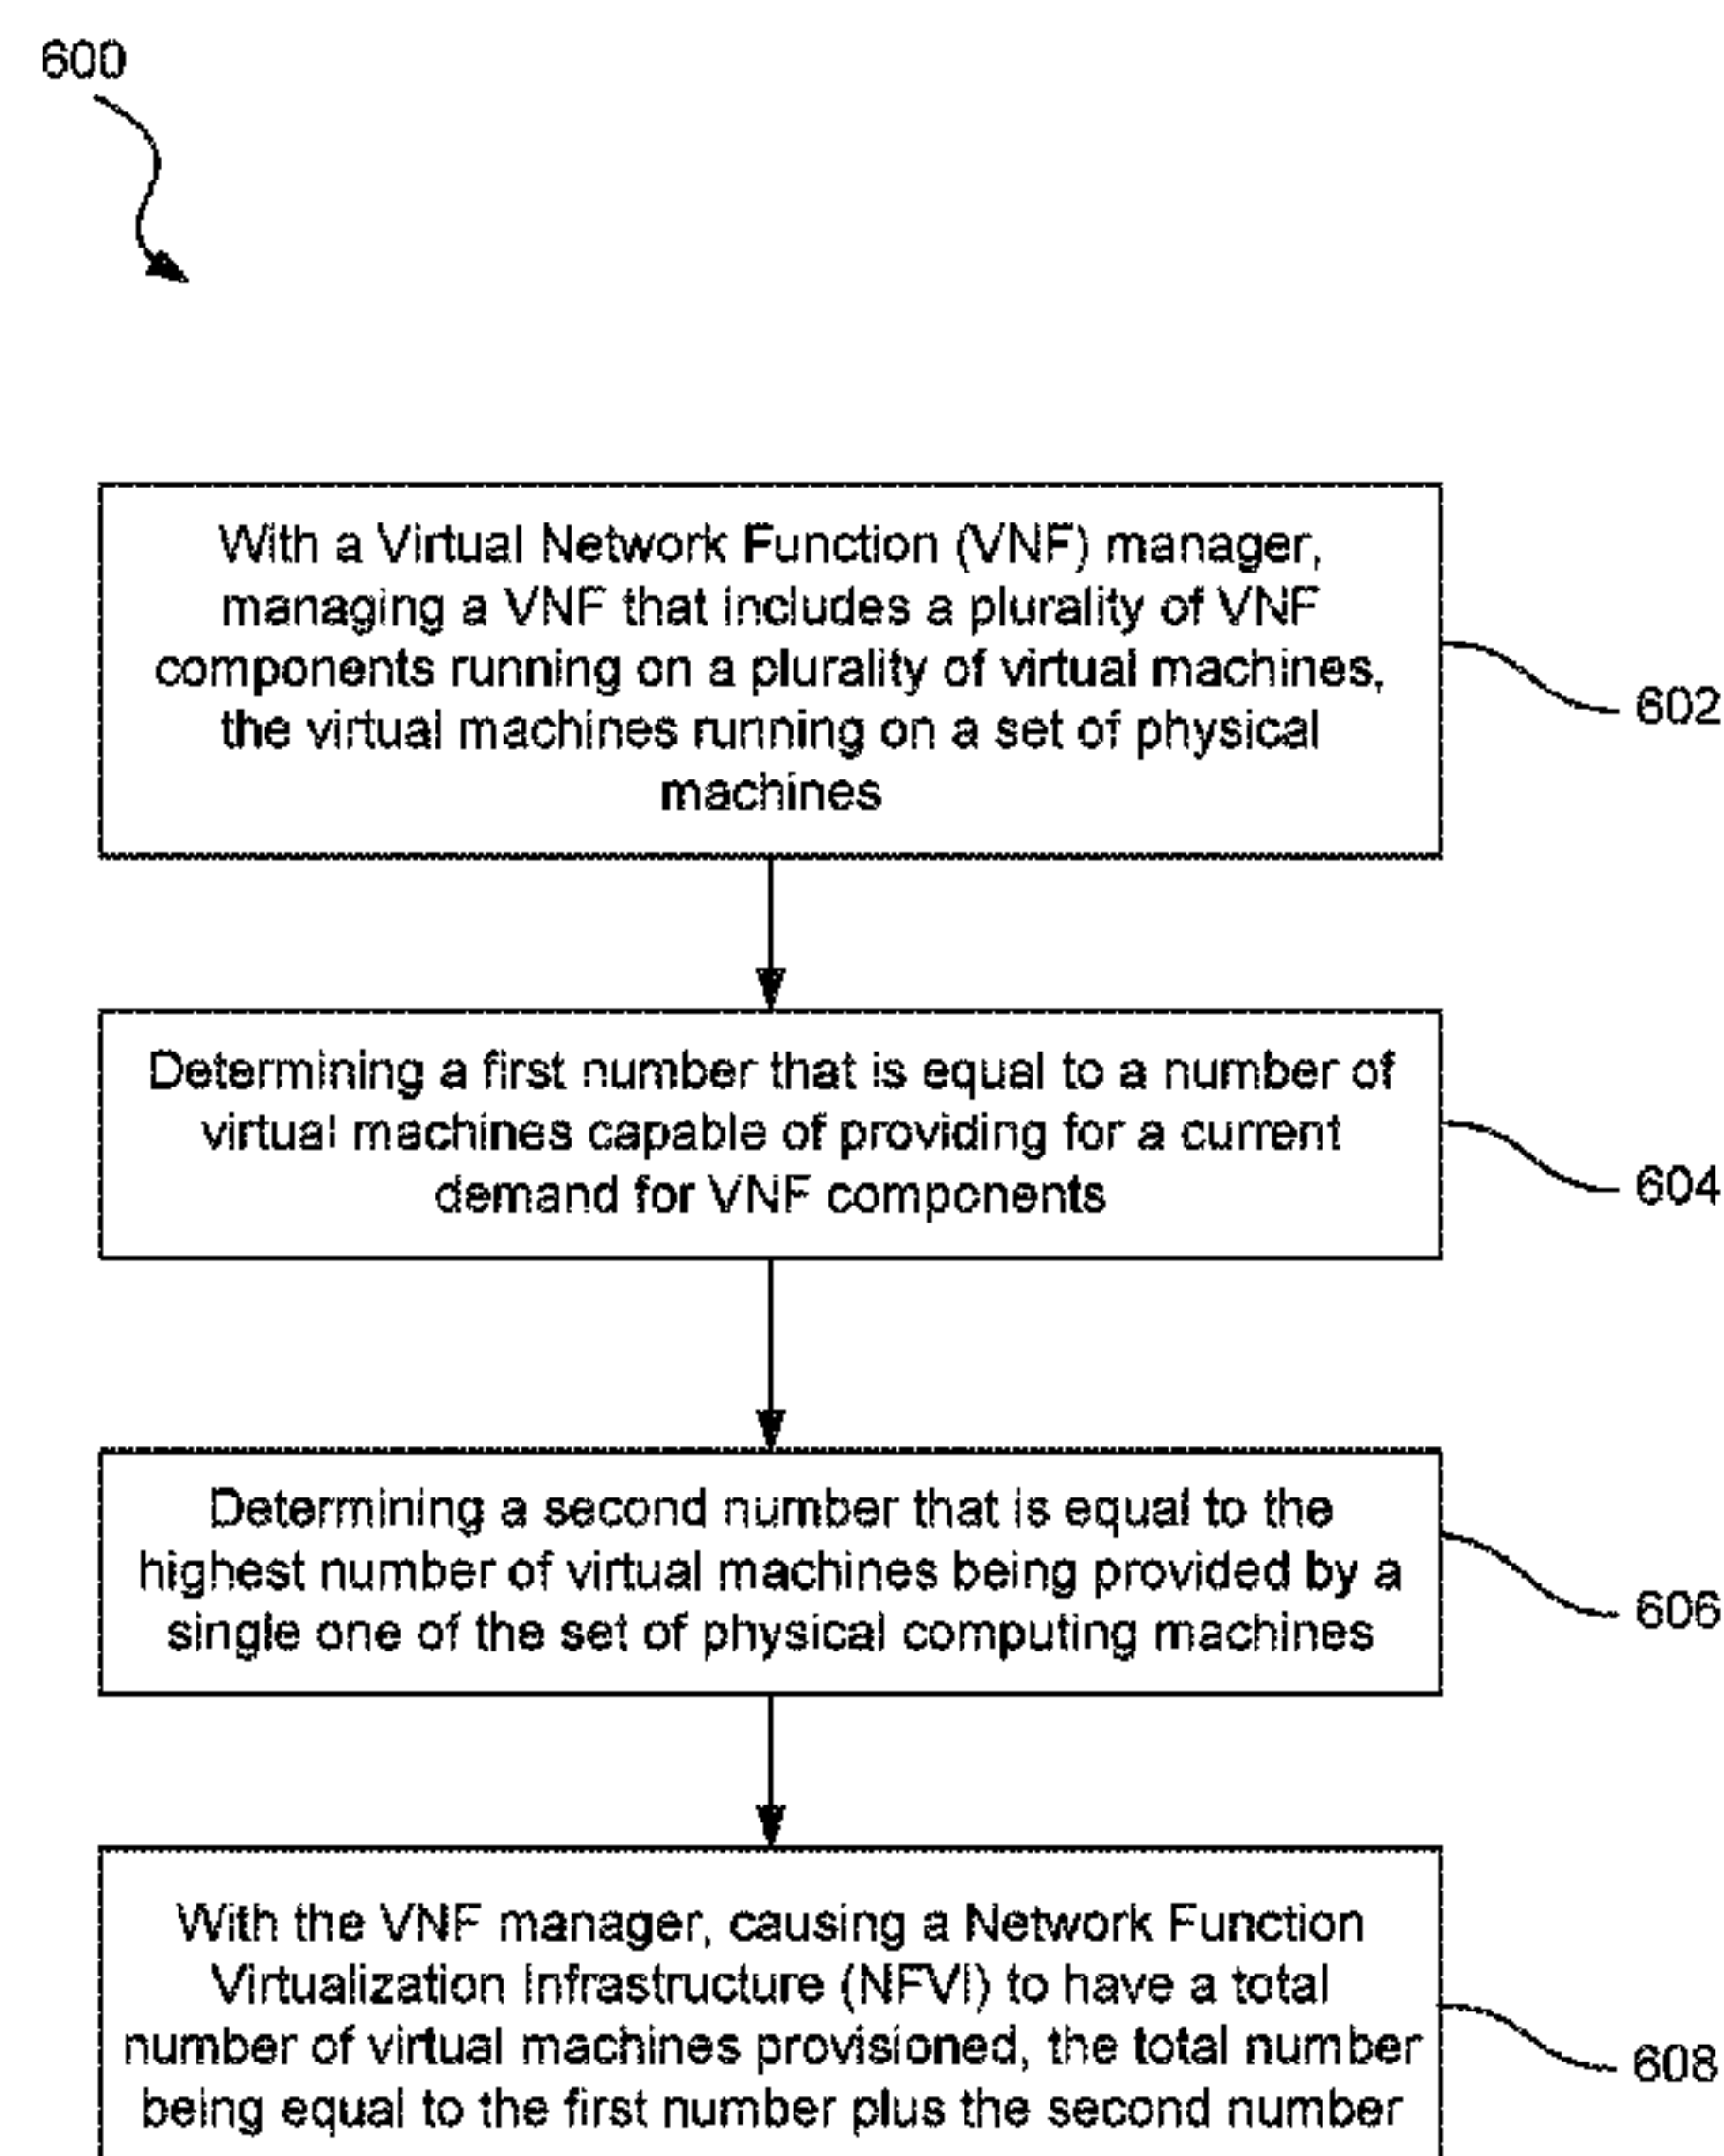 600
With a Virtual Network Function (VNF) manager,
managing a VNF that includes a plurality of VNF
components running on a plurality of virtual machines,
the virtual machines running on a set of physical
machines
602
Determining a first number that is equal to a number of
virtual machines capable of providing for a current
demand for VNF components
604
Determining a second number that is equal to the
highest number of virtual machines being provided by a
single one of the set of physical computing machines
606
With the VNF manager, causing a Network Function
Virtualization Infrastructure (NFVI) to have a total
number of virtual machines provisioned, the total number
being equal to the first number plus the second number
608